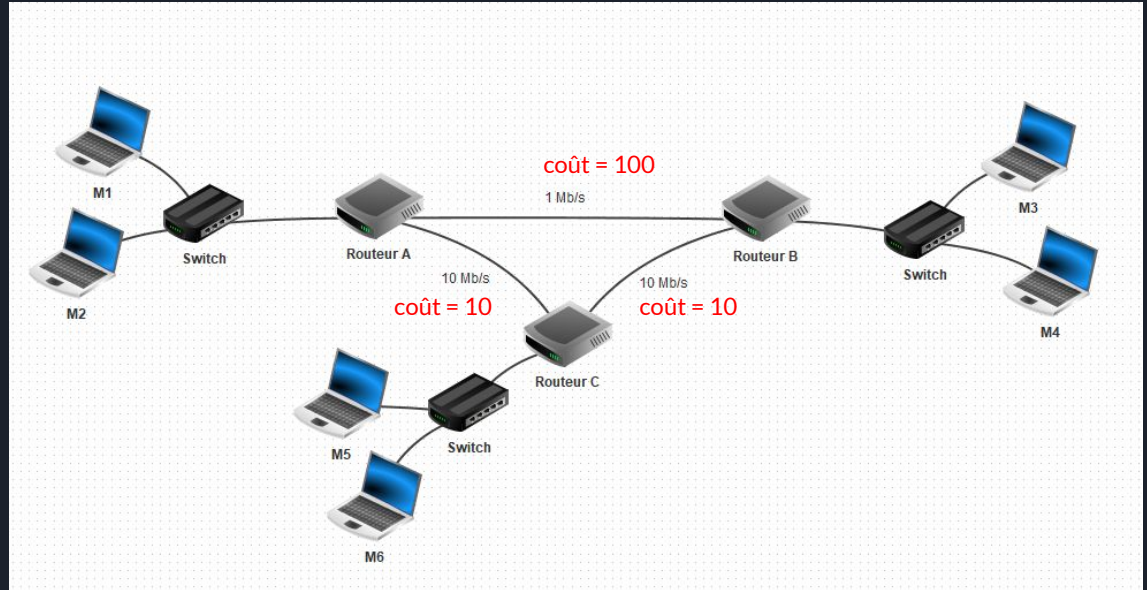 coût = 100
1 Mb/s
M1
M3
Switch
Routeur A
Routeur B
Switch
10 Mb/s
10 Mb/s
coût = 10
coût = 10
M2
M4
Routeur C
Switch
M5
M6